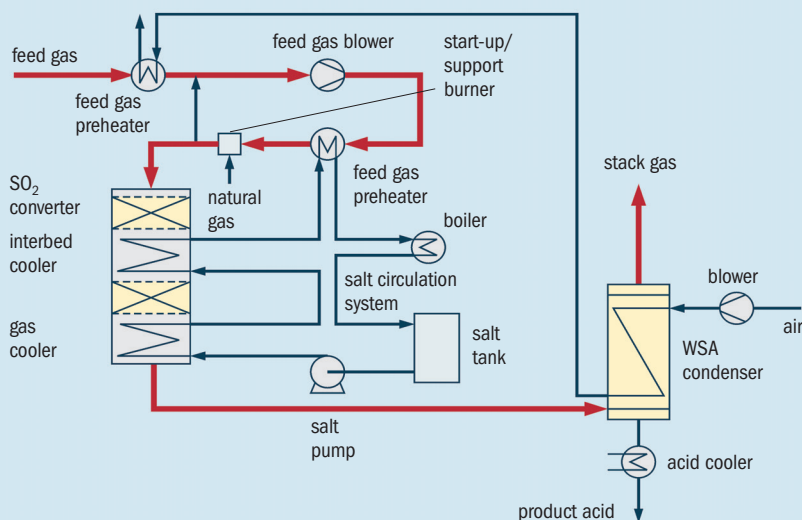 feed gas
feed gas
preheater
feed gas blower
start-up/
support
burner
natural
gas
feed gas
preheater
SO₂
converter
interbed
cooler
gas
cooler
boiler
salt circulation
system
salt
tank
salt
pump
stack gas
blower
air
WSA
condenser
acid cooler
product acid